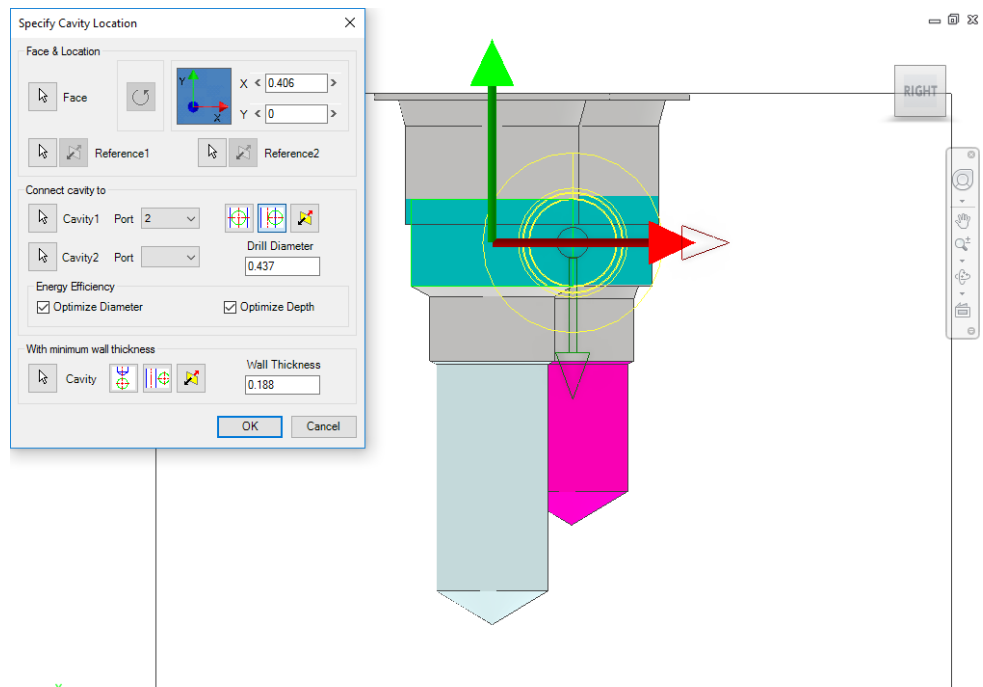 Specify Cavity Location
Face & Location
Face
Y
X
X < 0.406 >
Y < 0 >
Reference1
Reference2
Connect cavity to
Cavity1 Port 2
Drill Diameter
Cavity2 Port
0.437
Energy Efficiency
Optimize Diameter
Optimize Depth
With minimum wall thickness
Wall Thickness
Cavity
0.188
OK
Cancel
RIGHT